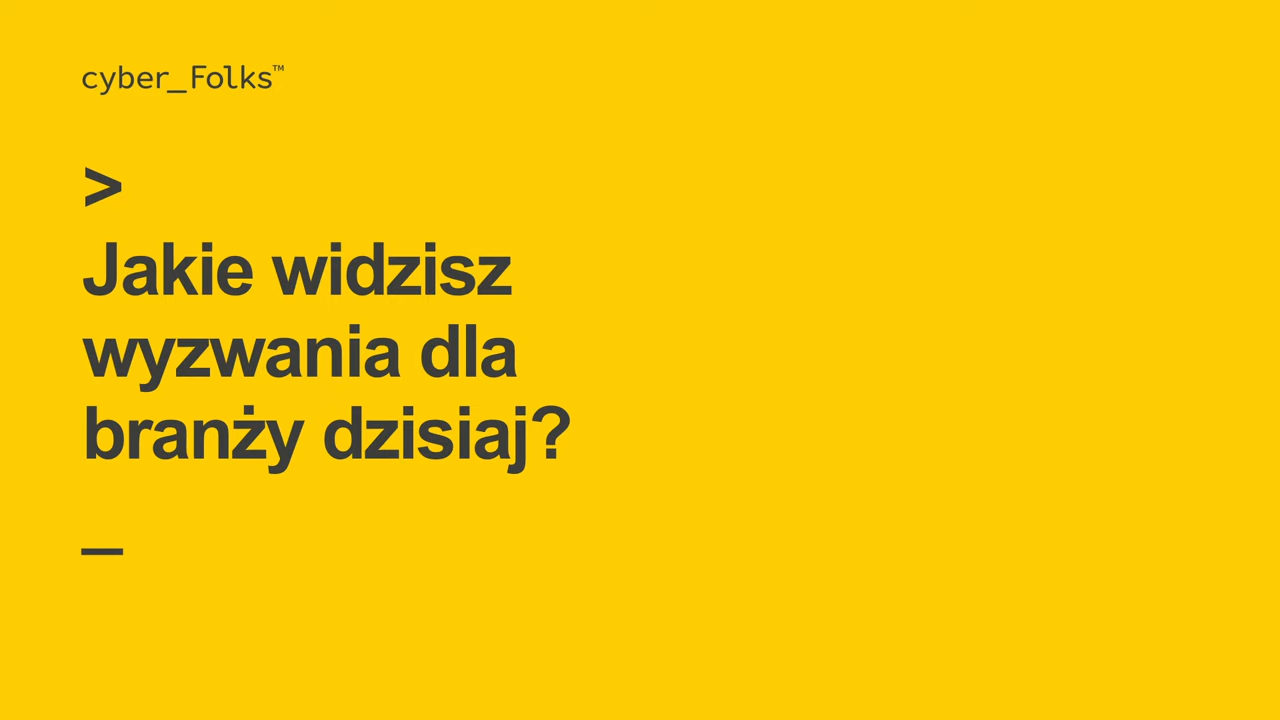 cyber_Folks™
>
Jakie widzisz
wyzwania dla
branży dzisiaj?
_